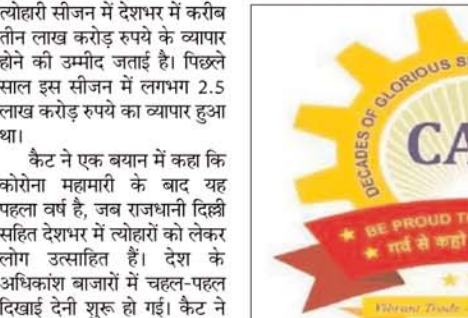 त्योहारी सीजन में देशभर में करीब
तीन लाख करोड़ रुपये के व्यापार
होने की उम्मीद जताई है। पिछले
साल इस सीजन में लगभग 2.5
लाख करोड़ रुपये का व्यापार हुआ
था।
कैट ने एक बयान में कहा कि
कोरोना महामारी के बाद यह
पहला वर्ष है, जब राजधानी दिल्ली
सहित देशभर में त्योहारों को लेकर
लोग उत्साहित हैं। देश के
अधिकांश बाजारों में चहल-पहल
दिखाई देनी शुरू हो गई। कैट ने
DECADES OF GLORIOUS
CA
BE PROUD
गर्व से कहो
Vibrant Trade